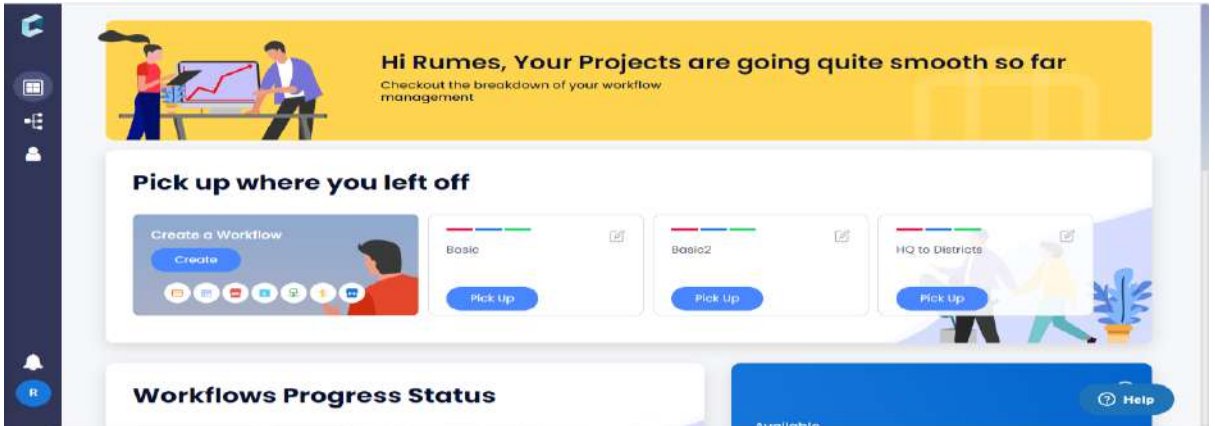 Hi Rumes, Your Projects are going quite smooth so far
Checkout the breakdown of your workflow
management
Pick up where you left off
Create a Workflow
Create
Basic
Pick Up
Basic2
Pick Up
HQ to Districts
Pick Up
Workflows Progress Status
Available
R
Help